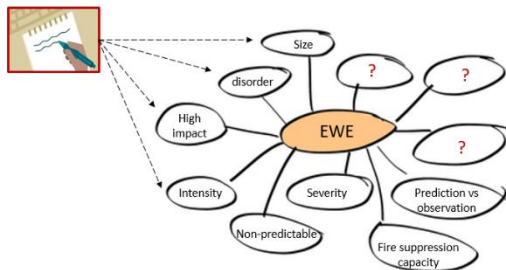 Size
?
?
disorder
High
impact
EWE
?
Intensity
Severity
Prediction vs
observation
Non-predictable
Fire suppression
capacity